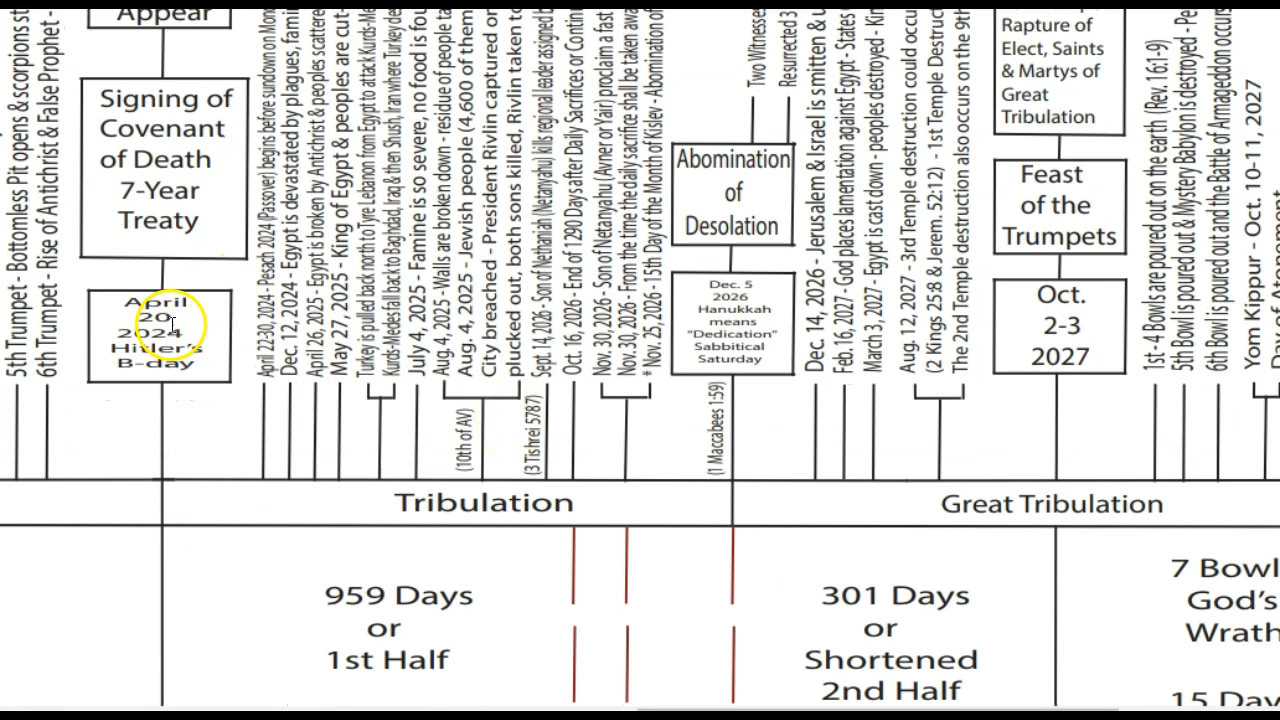 Appear
5th Trumpet - Bottomless Pit opens & scorpions st
6th Trumpet - Rise of Antichrist & False Prophet -
Signing of
Covenant
of Death
7-Year
Treaty
April
20
2024
Hitler's
B-day
April 22-30, 2024 - Pesach 2024 (Passover) begins before sundown on Mon
Dec. 12, 2024 - Egypt is devastated by plagues, fami
April 26, 2025 - Egypt is broken by Antichrist & peoples scattere
May 27, 2025 - King of Egypt & peoples are cut-
Turkey is pulled back north to Tyre Lebanon from Egypt to attack Kurds-Me
Kurds-Medes fall back to Baghdad, Iraq & then Shush, Iran where Turkey de
July 4, 2025 - Famine is so severe, no food is fou
Aug. 4, 2025 - Walls are broken down - residue of people ta
Aug. 4, 2025 - Jewish people (4,600 of them
City breached - President Rivlin captured on
plucked out, both sons killed, Rivlin taken to
(10th of AV)
Sept. 14, 2026 - Son of Nethaniah (Netanyahu) kills regional leader assigned b
(3 Tishrei 5787)
Oct. 16, 2026 - End of 1290 Days after Daily Sacrifices or Contin
Nov. 30, 2026 - Son of Netanyahu (Avner or Yair) proclaim a fast
Nov. 30, 2026 - From the time the daily sacrifice shall be taken awa
* Nov. 25, 2026 - 15th Day of the Month of Kislev - Abomination of
Two Witnesses
Resurrected 3
Abomination
of
Desolation
Dec. 5
2026
Hanukkah
means
"Dedication"
Sabbitical
Saturday
(1 Maccabees 1:59)
Dec. 14, 2026 - Jerusalem & Israel is smitten & u
Feb. 16, 2027 - God places lamentation against Egypt - States
March 3, 2027 - Egypt is cast down - peoples destroyed - Kin
Aug. 12, 2027 - 3rd Temple destruction could occu
(2 Kings 25:8 & Jerem. 52:12) - 1st Temple Destruct
The 2nd Temple destruction also occurs on the 9th
Rapture of
Elect, Saints
& Martys of
Great
Tribulation
Feast
of the
Trumpets
Oct.
2-3
2027
1st - 4 Bowls are poured out on the earth (Rev. 16:1-9)
5th Bowl is poured out & Mystery Babylon is destroyed - Pe
6th Bowl is poured out and the Battle of Armageddon occurs
Yom Kippur - Oct. 10-11, 2027
Day of Atonement
Tribulation
Great Tribulation
959 Days
or
1st Half
301 Days
or
Shortened
2nd Half
7 Bowl
God's
Wrath
15 Day